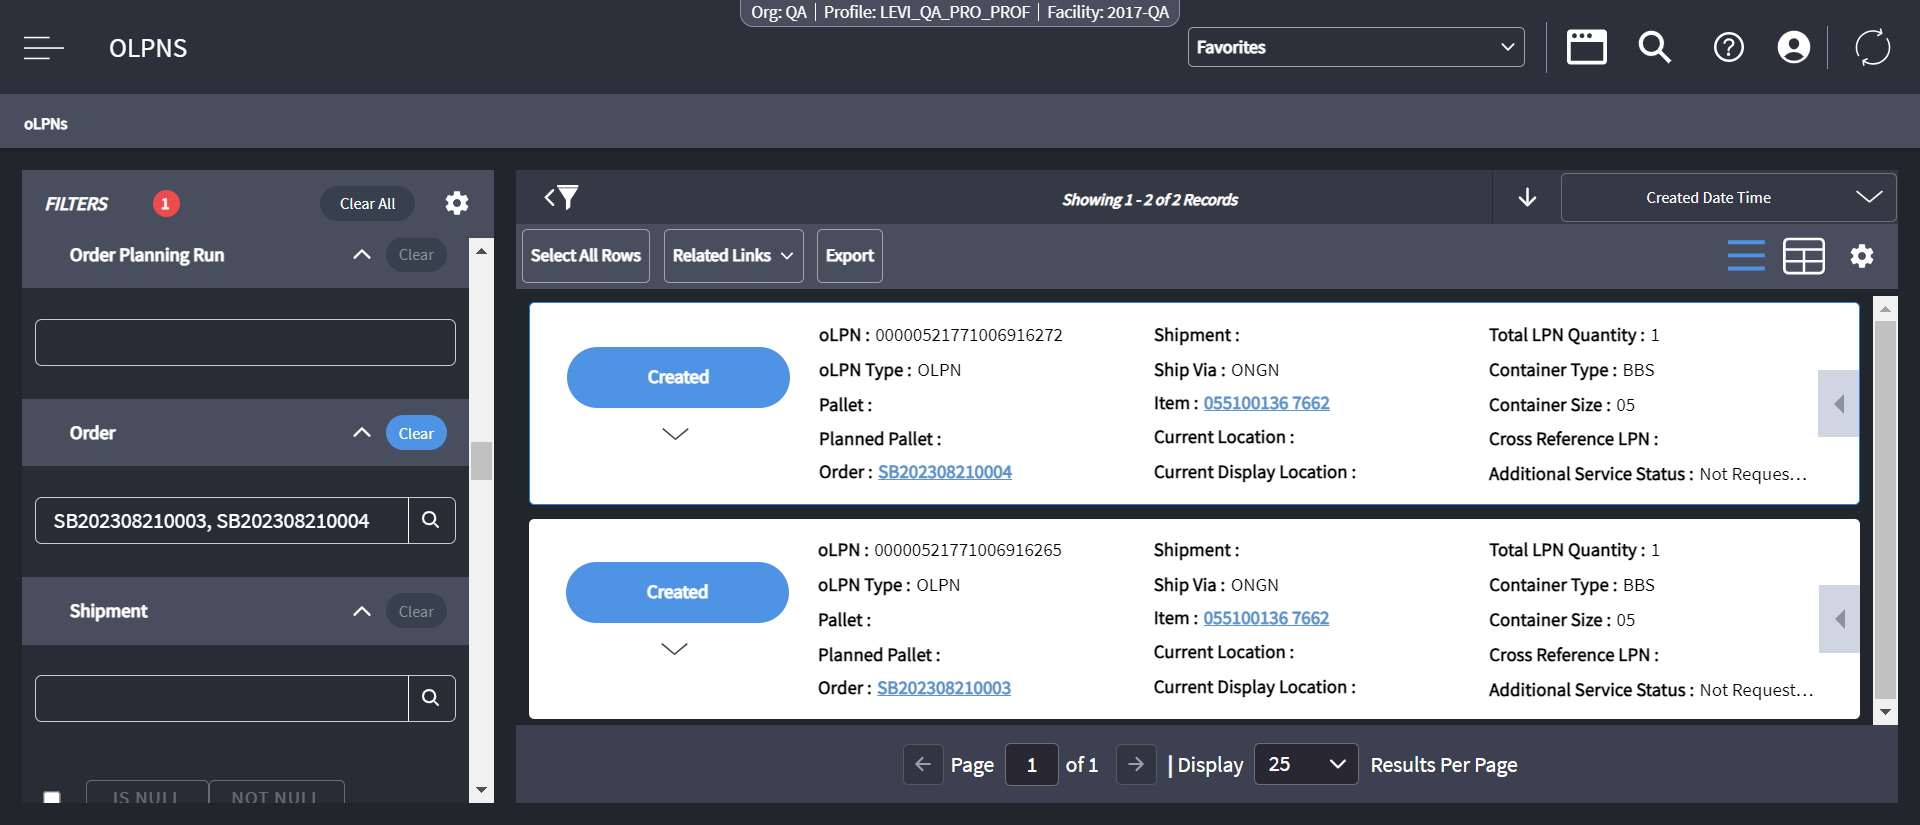 Org: QA | Profile: LEVI_QA_PRO_PROF | Facility: 2017-QA
OLPNS
Favorites
oLPNs
FILTERS 1 Clear All
Order Planning Run Clear
Order Clear
SB202308210003, SB202308210004
Shipment Clear
IS NULL NOT NULL
Showing 1 - 2 of 2 Records
Created Date Time
Select All Rows Related Links Export
Created
oLPN : 00000521771006916272
oLPN Type : OLPN
Pallet :
Planned Pallet :
Order : SB202308210004
Shipment :
Ship Via : ONGN
Item : 055100136 7662
Current Location :
Current Display Location :
Total LPN Quantity : 1
Container Type : BBS
Container Size : 05
Cross Reference LPN :
Additional Service Status : Not Reques...
Created
oLPN : 00000521771006916265
oLPN Type : OLPN
Pallet :
Planned Pallet :
Order : SB202308210003
Shipment :
Ship Via : ONGN
Item : 055100136 7662
Current Location :
Current Display Location :
Total LPN Quantity : 1
Container Type : BBS
Container Size : 05
Cross Reference LPN :
Additional Service Status : Not Request...
Page 1 of 1 | Display 25 Results Per Page